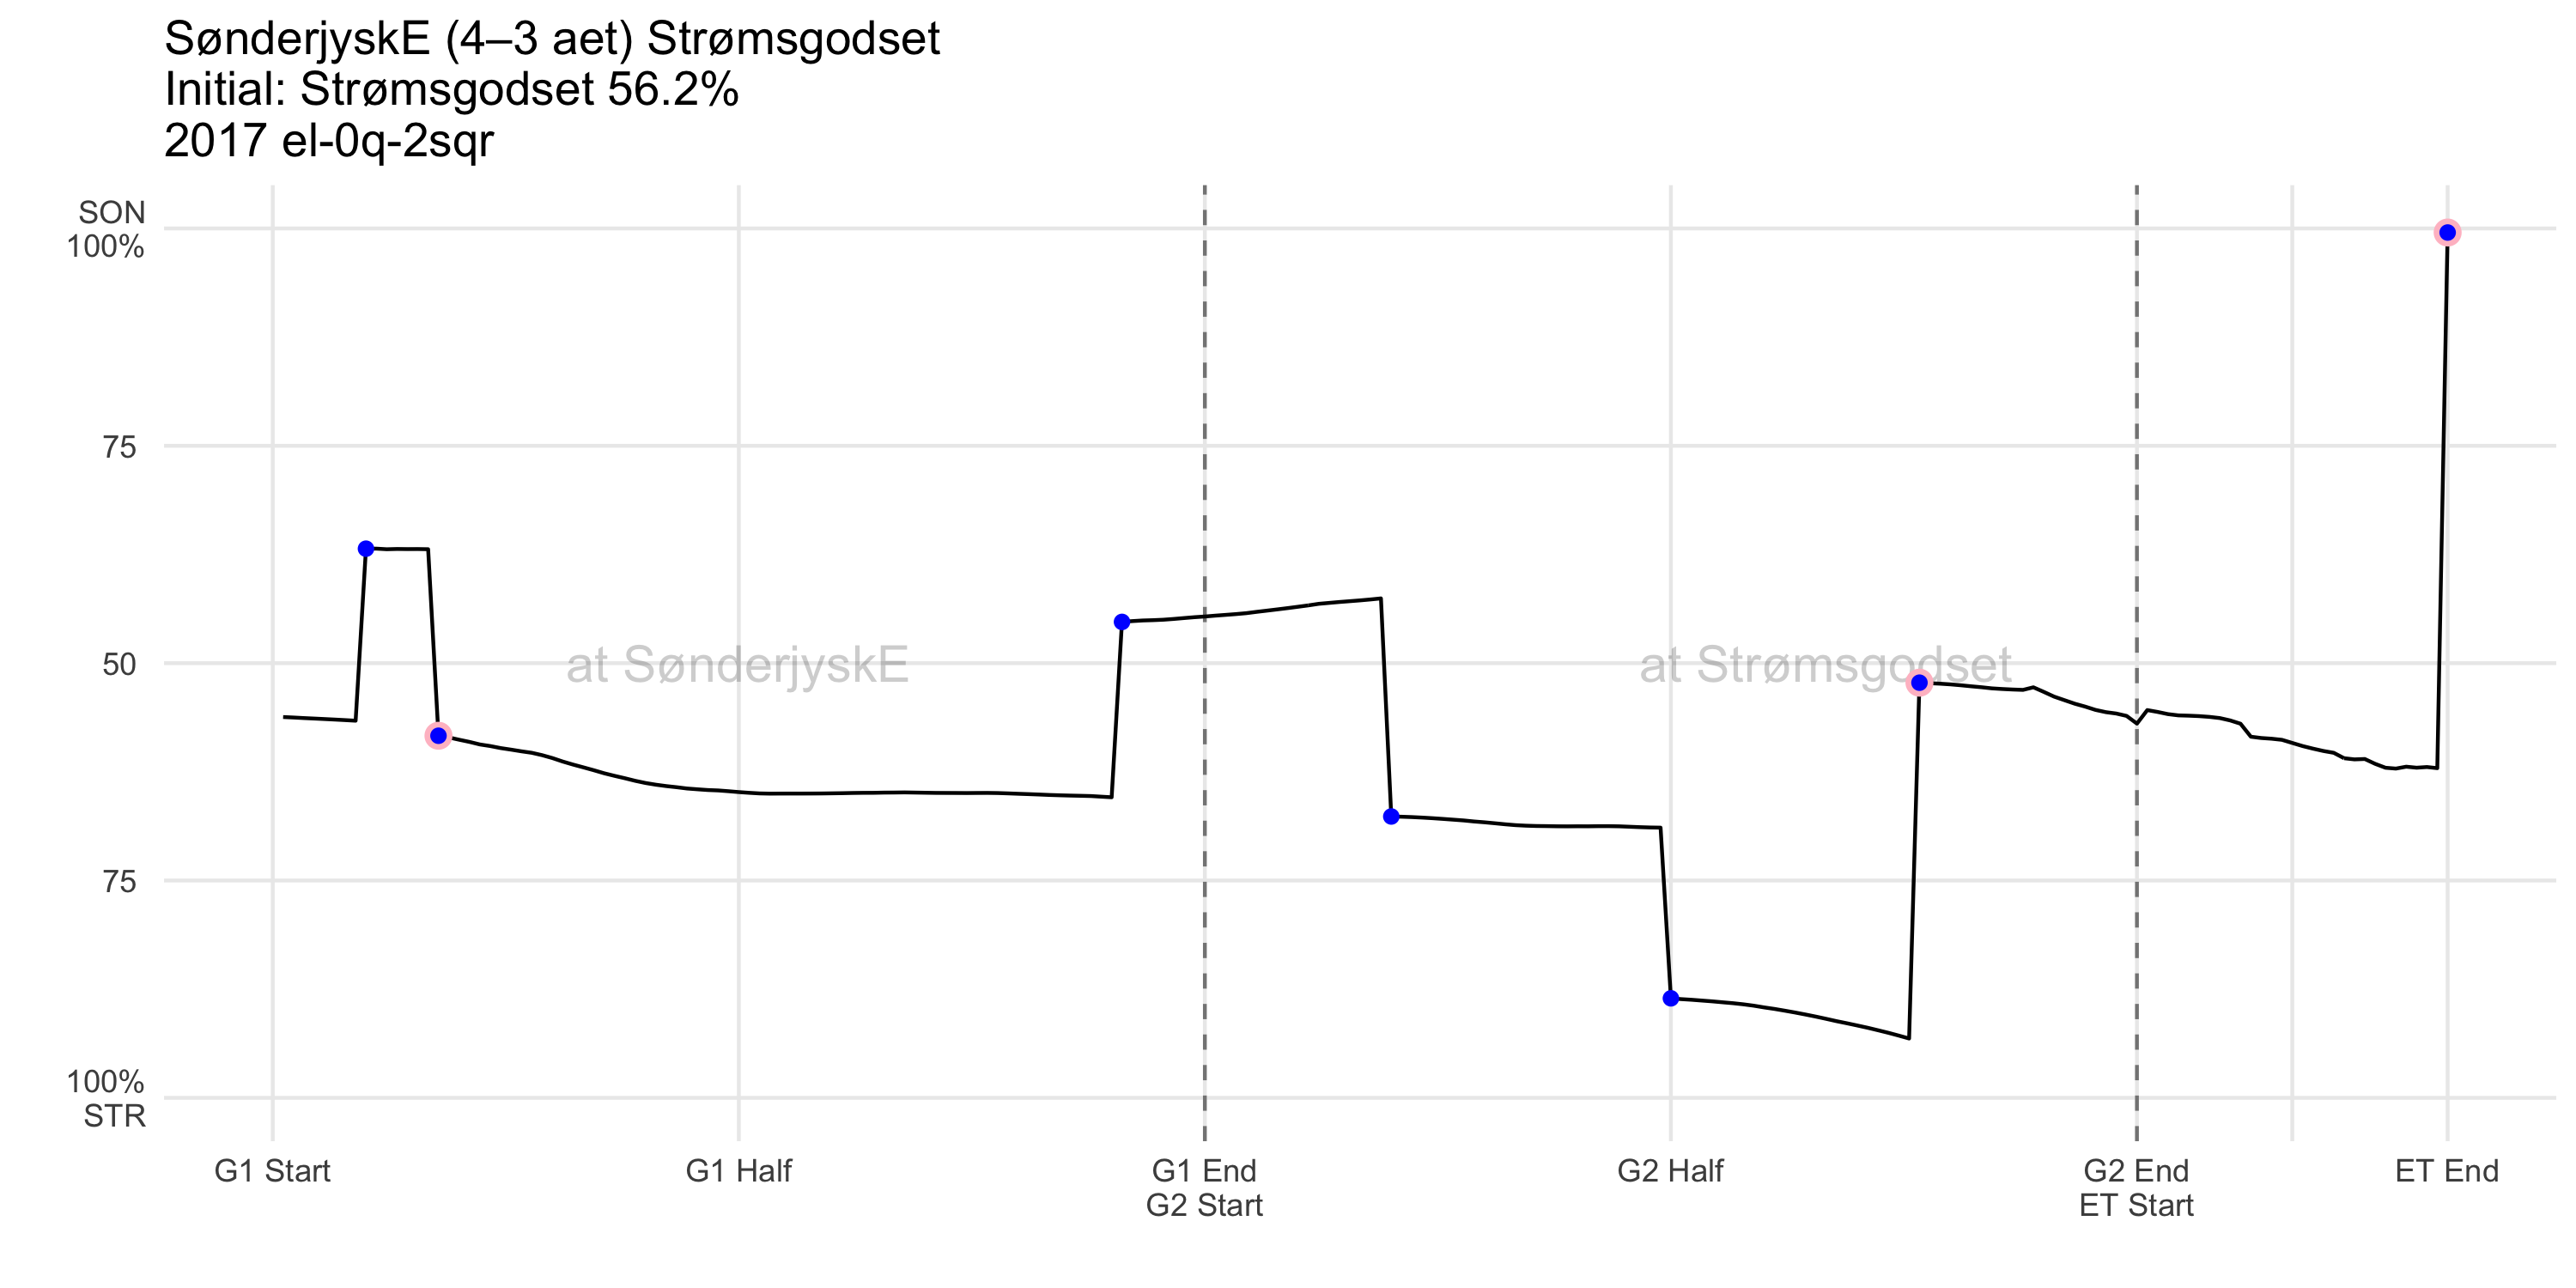 SønderjyskE (4–3 aet) Strømsgodset
Initial: Strømsgodset 56.2%
2017 el-0q-2sqr
SON
100%
75
50
75
100%
STR
at SønderjyskE
at Strømsgodset
G1 Start
G1 Half
G1 End
G2 Start
G2 Half
G2 End
ET Start
ET End